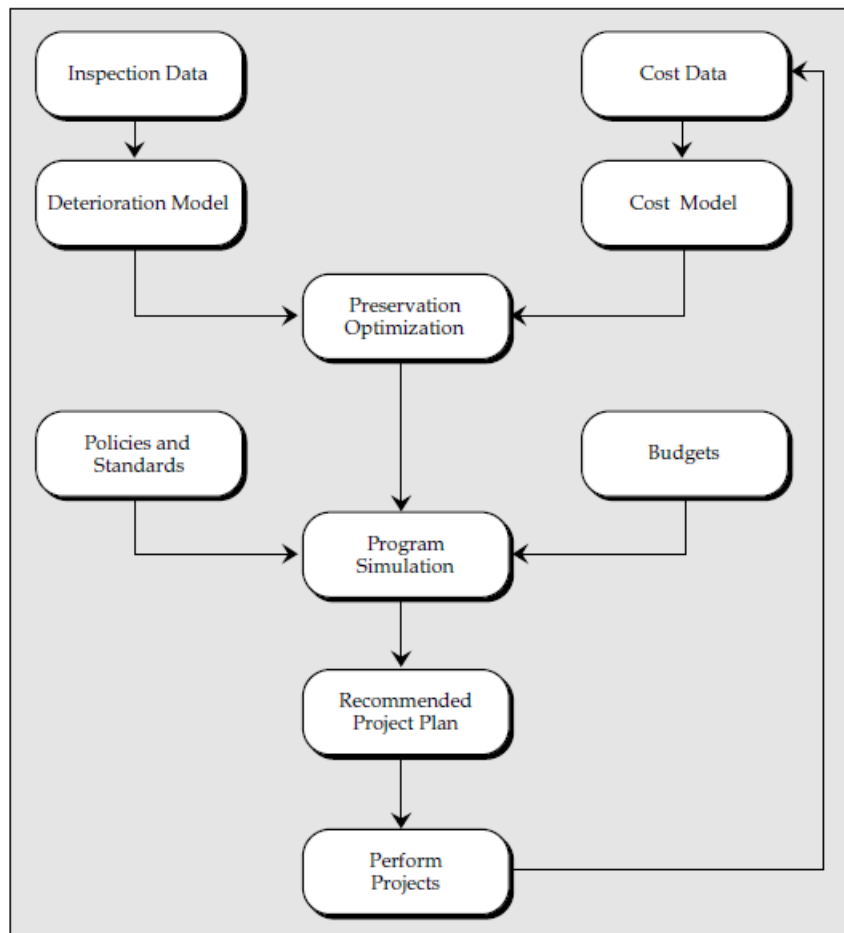 Inspection Data
Cost Data
Deterioration Model
Cost Model
Preservation
Optimization
Policies and
Standards
Budgets
Program
Simulation
Recommended
Project Plan
Perform
Projects